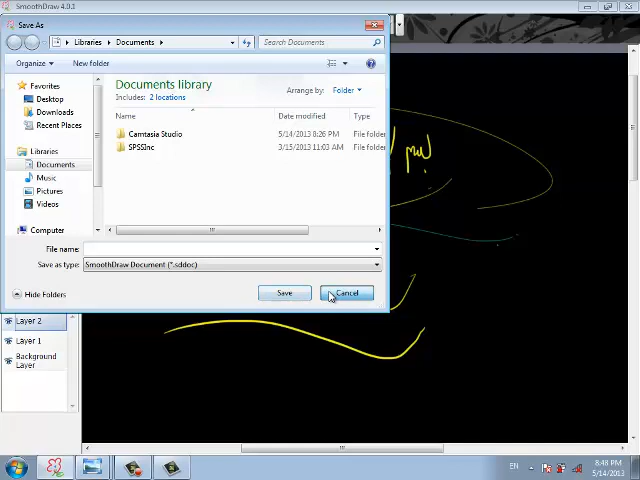 SmoothDraw 4.0.1
Save As
Libraries
Documents
Search Documents
Organize
New folder
Favorites
Desktop
Downloads
Recent Places
Libraries
Documents
Music
Pictures
Videos
Computer
Documents library
Includes: 2 locations
Arrange by: Folder
Name
Date modified
Type
Camtasia Studio
5/14/2013 8:26 PM
File folder
SPSSInc
3/15/2013 11:03 AM
File folder
File name:
Save as type: SmoothDraw Document (*.sddoc)
Hide Folders
Save
Cancel
Layer 2
Layer 1
Background
Layer
EN
8:48 PM
5/14/2013